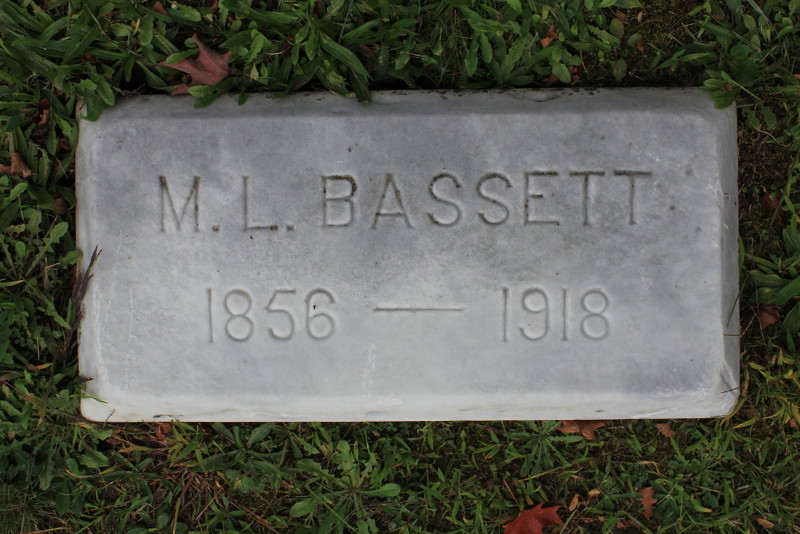 M. L. BASSETT
1856 — 1918